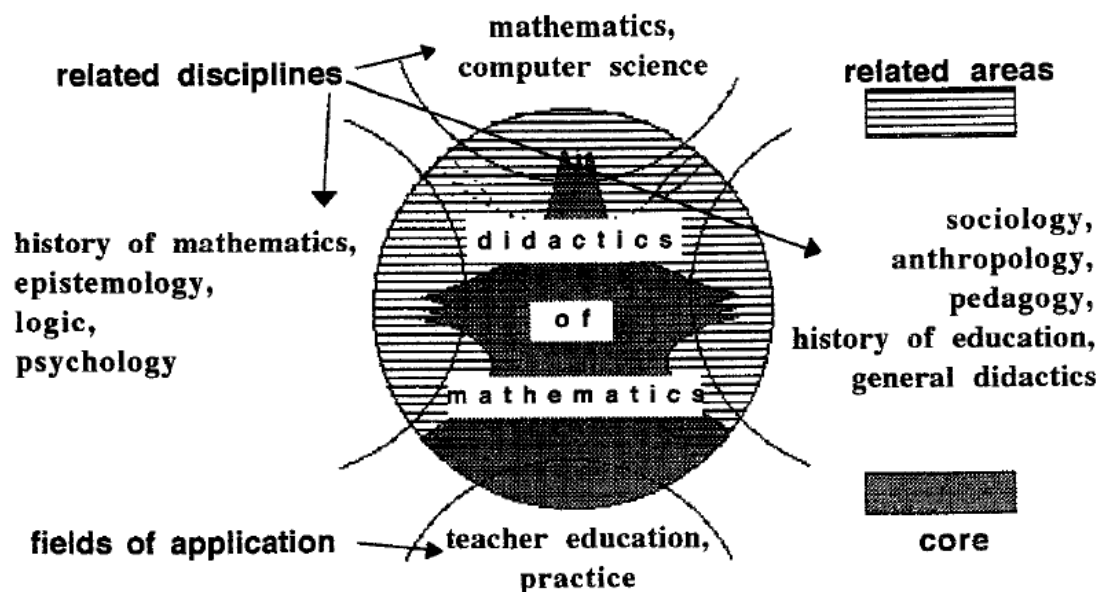 mathematics,
computer science
related disciplines
related areas
history of mathematics,
epistemology,
logic,
psychology
didactics
of
mathematics
sociology,
anthropology,
pedagogy,
history of education,
general didactics
fields of application
teacher education,
practice
core